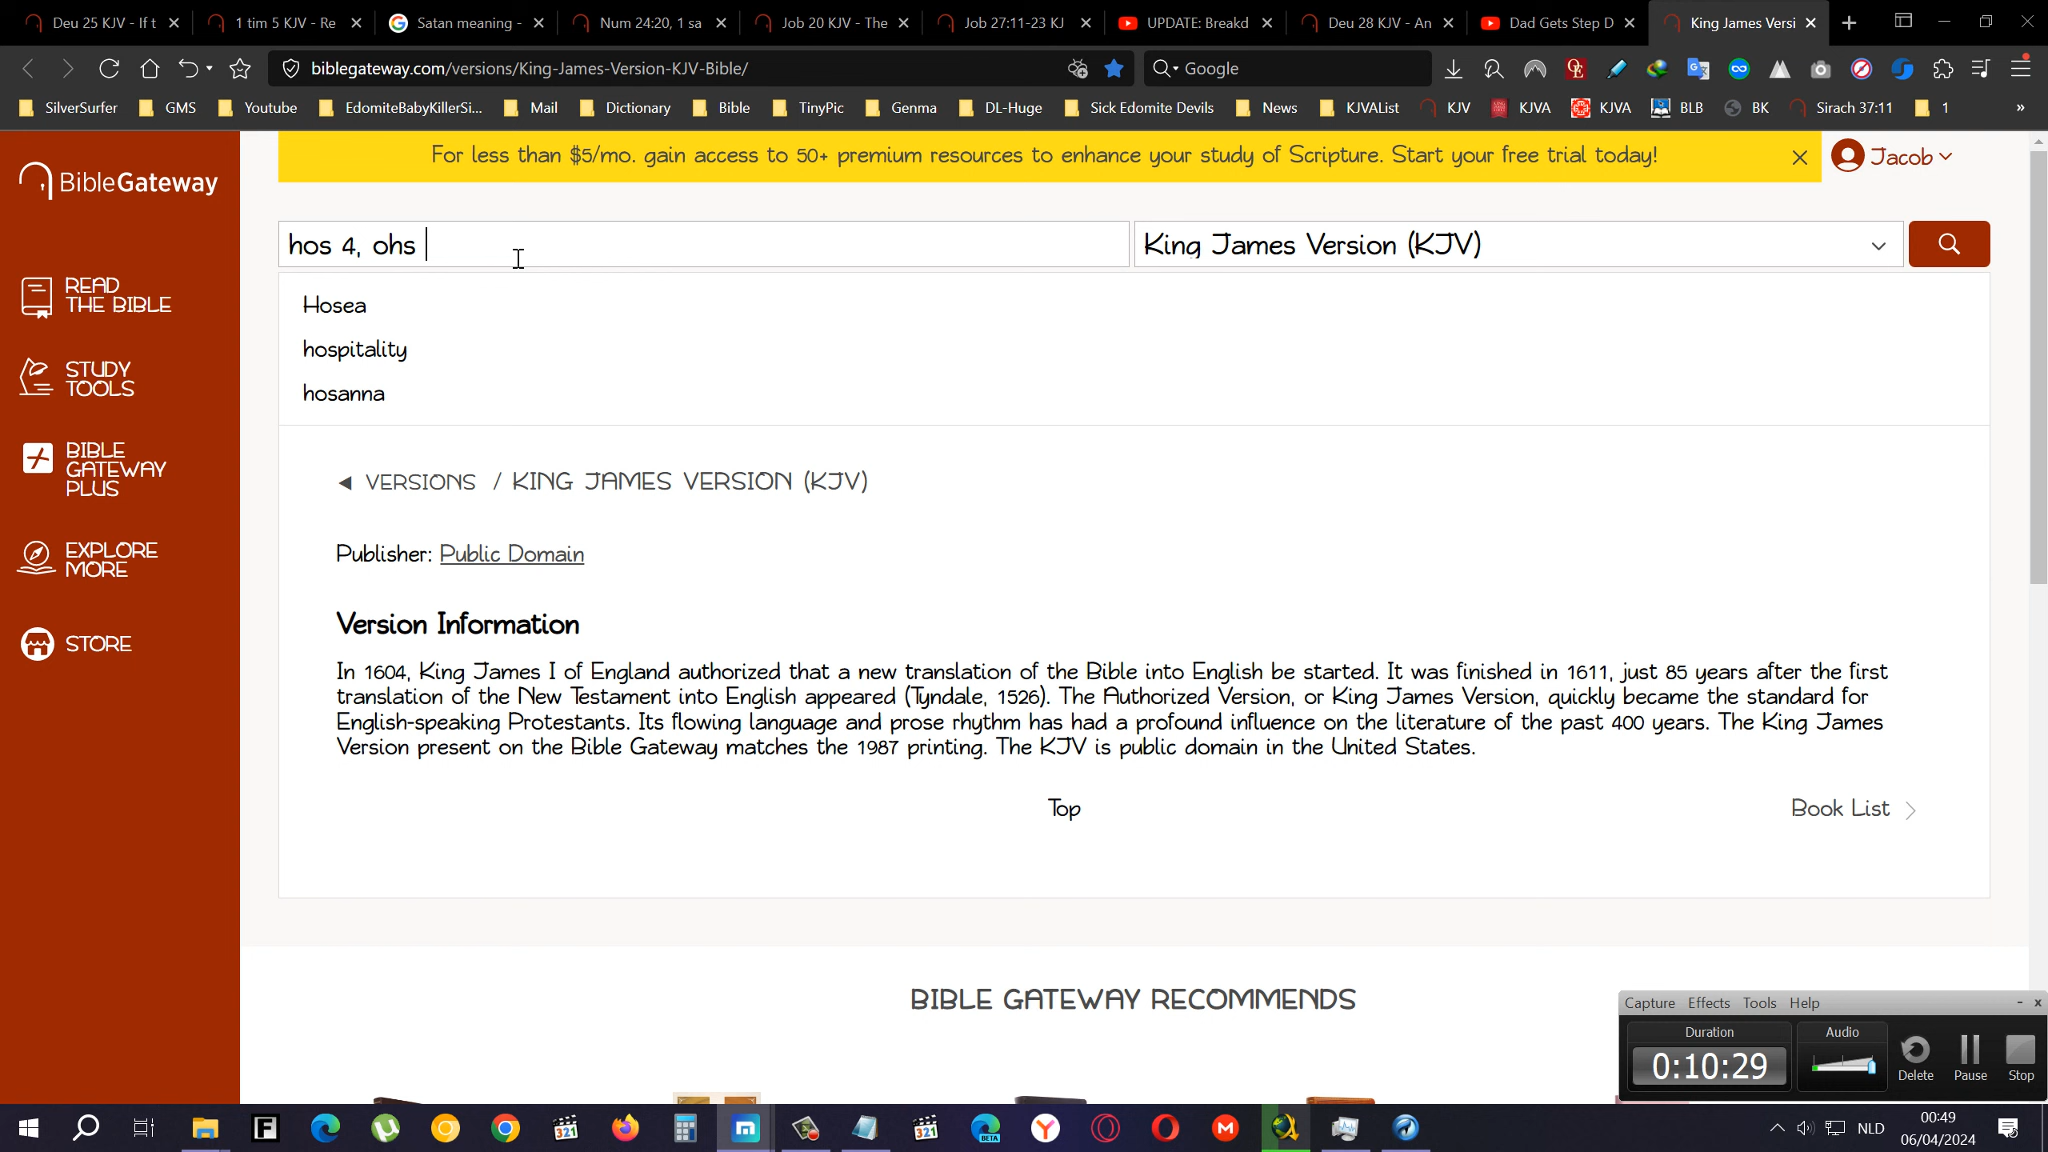 Deu 25 KJV - If t
1 tim 5 KJV - Re
Satan meaning -
Num 24:20, 1 sa
Job 20 KJV - The
Job 27:11-23 KJ
UPDATE: Breakd
Deu 28 KJV - An
Dad Gets Step D
King James Versi
biblegateway.com/versions/King-James-Version-KJV-Bible/
Google
SilverSurfer
GMS
Youtube
EdomiteBabyKillerSi...
Mail
Dictionary
Bible
TinyPic
Genma
DL-Huge
Sick Edomite Devils
News
KJVAList
KJV
KJVA
KJVA
BLB
BK
Sirach 37:11
1
For less than $5/mo. gain access to 50+ premium resources to enhance your study of Scripture. Start your free trial today!
Jacob
BibleGateway
hos 4, ohs
King James Version (KJV)
Hosea
hospitality
hosanna
READ
THE BIBLE
STUDY
TOOLS
BIBLE
GATEWAY
PLUS
EXPLORE
MORE
STORE
VERSIONS / KING JAMES VERSION (KJV)
Publisher: Public Domain
Version Information
In 1604, King James I of England authorized that a new translation of the Bible into English be started. It was finished in 1611, just 85 years after the first
translation of the New Testament into English appeared (Tyndale, 1526). The Authorized Version, or King James Version, quickly became the standard for
English-speaking Protestants. Its flowing language and prose rhythm has had a profound influence on the literature of the past 400 years. The King James
Version present on the Bible Gateway matches the 1987 printing. The KJV is public domain in the United States.
Top
Book List
BIBLE GATEWAY RECOMMENDS
Capture Effects Tools Help
Duration
Audio
0:10:29
Delete
Pause
Stop
321
321
BETA
NLD
00:49
06/04/2024